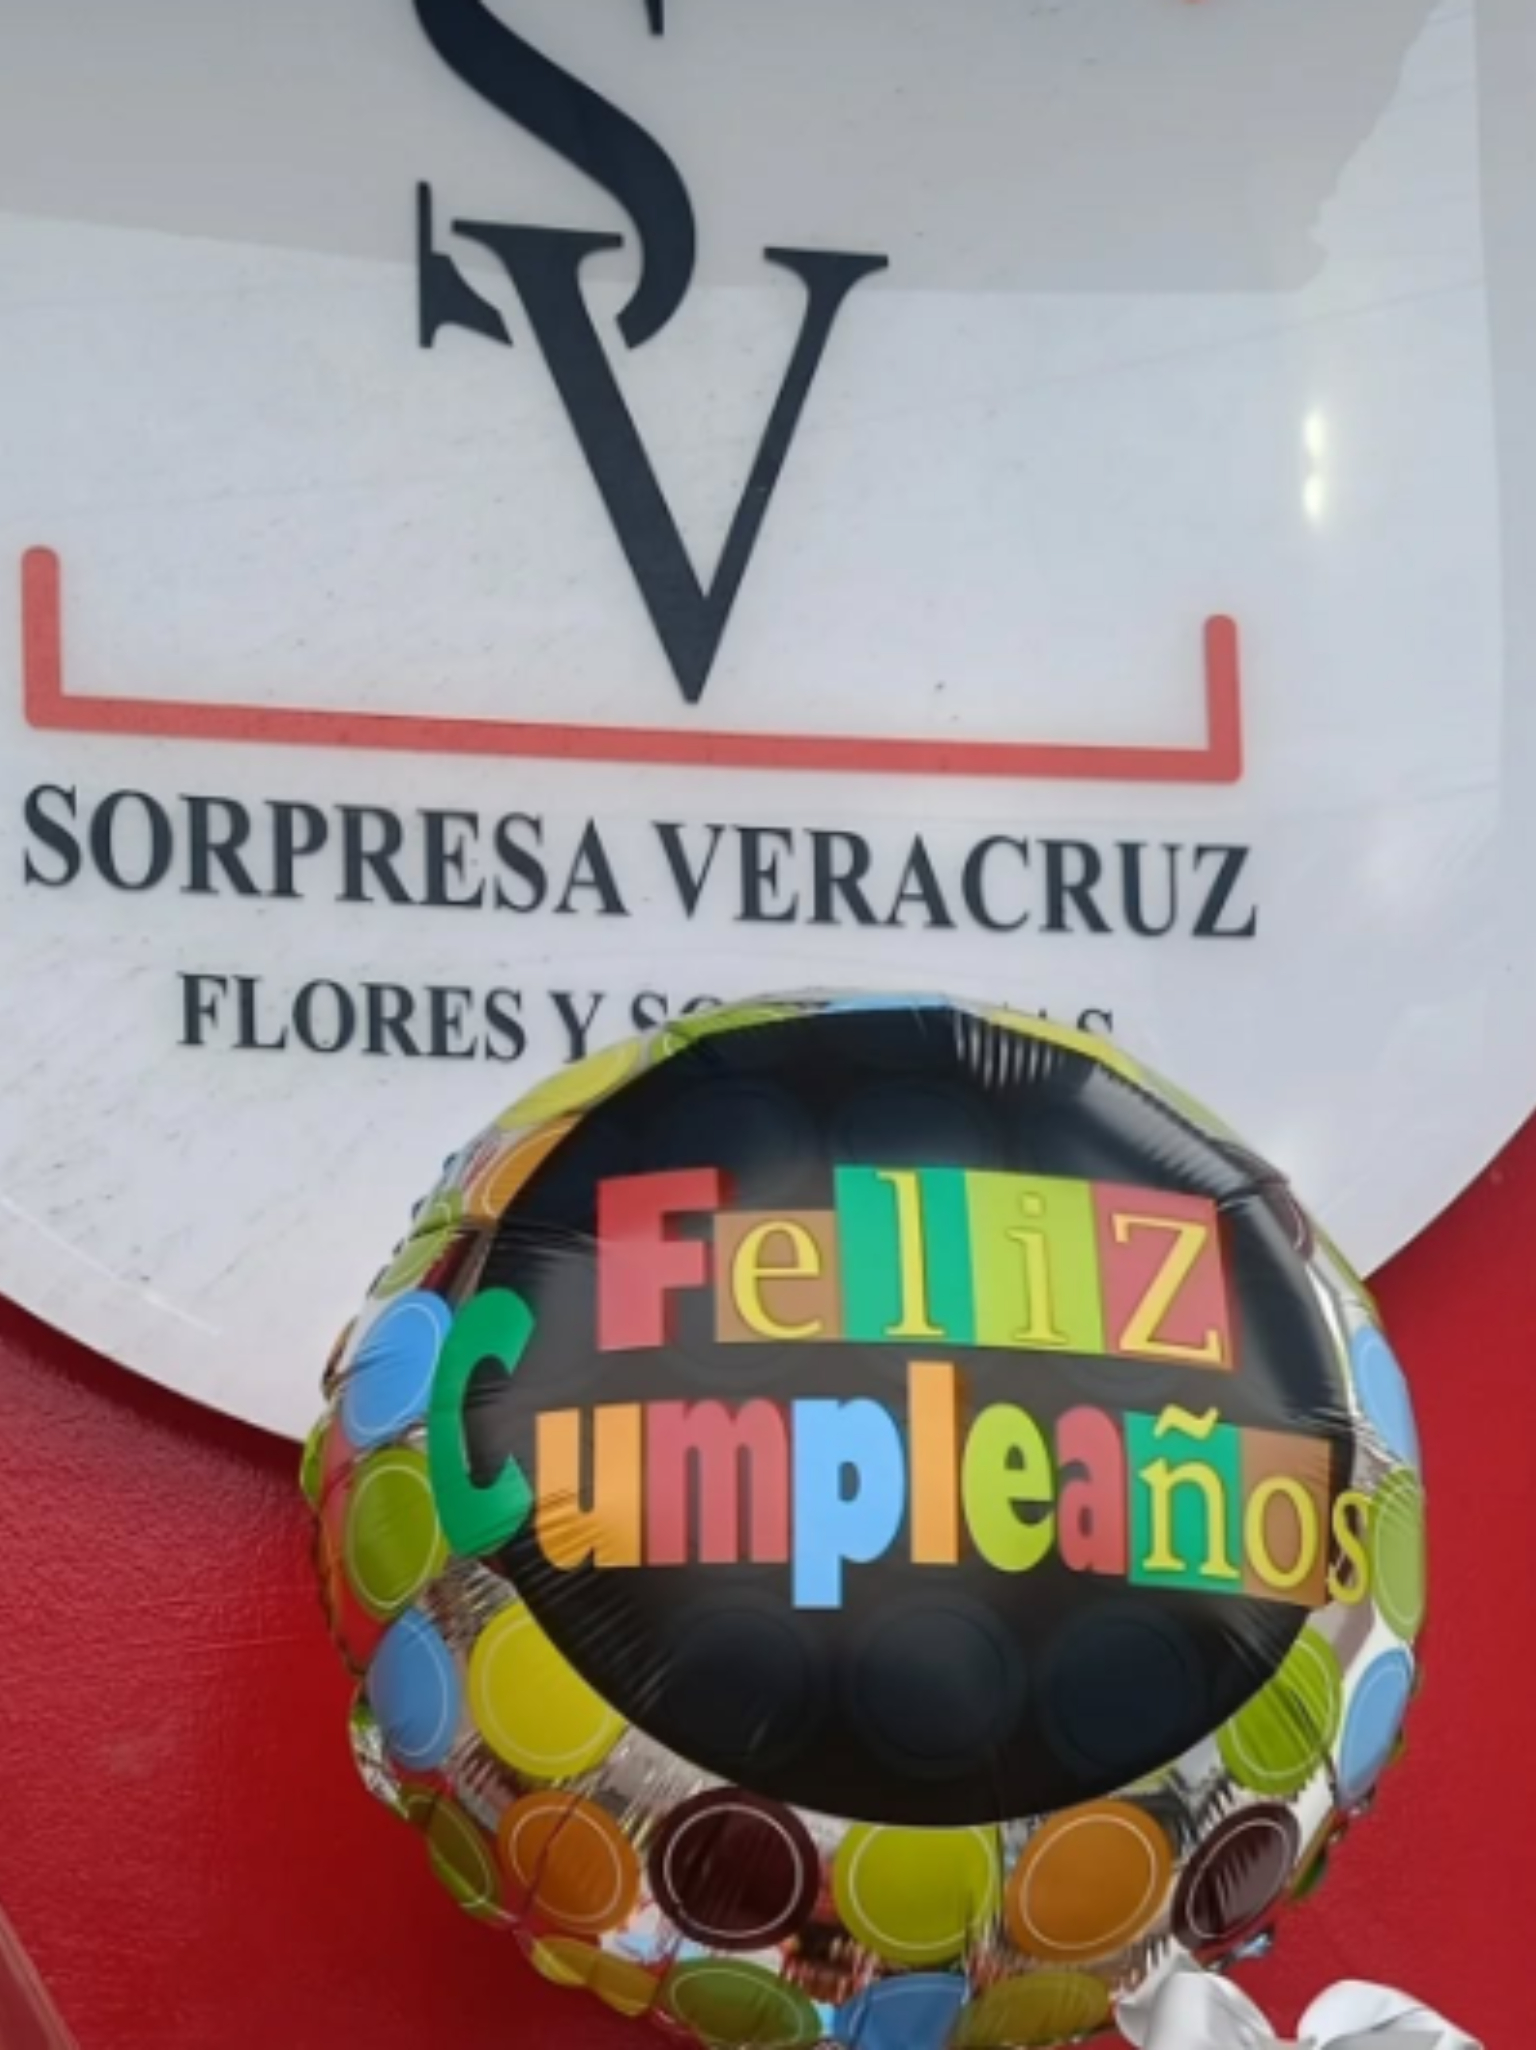 SV
SORPRESA VERACRUZ
FLORES Y
Feliz
Cumpleaños